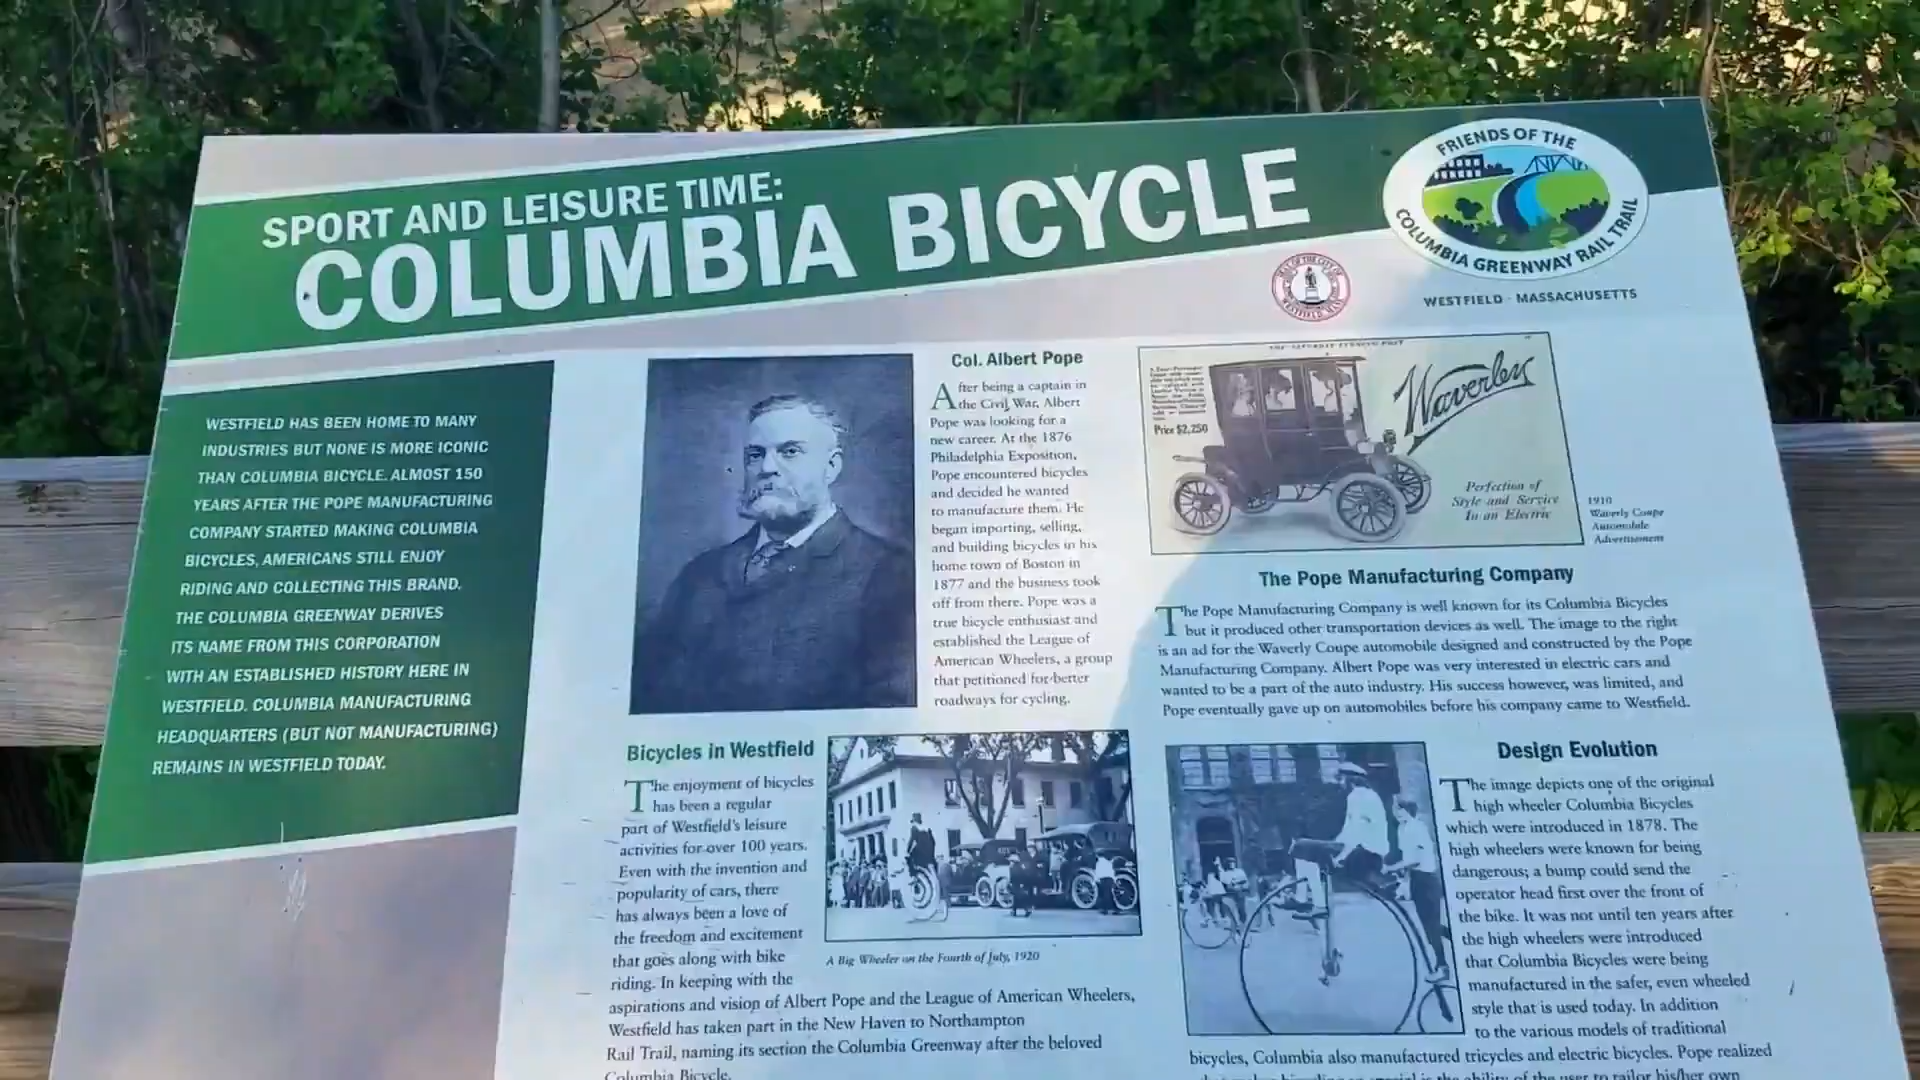 SPORT AND LEISURE TIME:
COLUMBIA BICYCLE
FRIENDS OF THE
COLUMBIA GREENWAY RAIL TRAIL
WESTFIELD · MASSACHUSETTS
WESTFIELD HAS BEEN HOME TO MANY
INDUSTRIES BUT NONE IS MORE ICONIC
THAN COLUMBIA BICYCLE. ALMOST 150
YEARS AFTER THE POPE MANUFACTURING
COMPANY STARTED MAKING COLUMBIA
BICYCLES, AMERICANS STILL ENJOY
RIDING AND COLLECTING THIS BRAND.
THE COLUMBIA GREENWAY DERIVES
ITS NAME FROM THIS CORPORATION
WITH AN ESTABLISHED HISTORY HERE IN
WESTFIELD. COLUMBIA MANUFACTURING
HEADQUARTERS (BUT NOT MANUFACTURING)
REMAINS IN WESTFIELD TODAY.
Col. Albert Pope
After being a captain in
the Civil War, Albert
Pope was looking for a
new career. At the 1876
Philadelphia Exposition,
Pope encountered bicycles
and decided he wanted
to manufacture them. He
began importing, selling,
and building bicycles in his
home town of Boston in
1877 and the business took
off from there. Pope was a
true bicycle enthusiast and
established the League of
American Wheelers, a group
that petitioned for better
roadways for cycling.
THE SATURDAY EVENING POST
Waverley
Price $2,250
Perfection of
Style and Service
In an Electric
1910
Waverly Coupe
Automobile
Advertisement
The Pope Manufacturing Company
The Pope Manufacturing Company is well known for its Columbia Bicycles
but it produced other transportation devices as well. The image to the right
is an ad for the Waverly Coupe automobile designed and constructed by the Pope
Manufacturing Company. Albert Pope was very interested in electric cars and
wanted to be a part of the auto industry. His success however, was limited, and
Pope eventually gave up on automobiles before his company came to Westfield.
Bicycles in Westfield
The enjoyment of bicycles
has been a regular
part of Westfield's leisure
activities for over 100 years.
Even with the invention and
popularity of cars, there
has always been a love of
the freedom and excitement
that goes along with bike
riding. In keeping with the
aspirations and vision of Albert Pope and the League of American Wheelers,
Westfield has taken part in the New Haven to Northampton
Rail Trail, naming its section the Columbia Greenway after the beloved
Columbia Bicycle.
A Big Wheeler on the Fourth of July, 1920
Design Evolution
The image depicts one of the original
high wheeler Columbia Bicycles
which were introduced in 1878. The
high wheelers were known for being
dangerous; a bump could send the
operator head first over the front of
the bike. It was not until ten years after
the high wheelers were introduced
that Columbia Bicycles were being
manufactured in the safer, even wheeled
style that is used today. In addition
to the various models of traditional
bicycles, Columbia also manufactured tricycles and electric bicycles. Pope realized
is the ability of the user to tailor his/her own